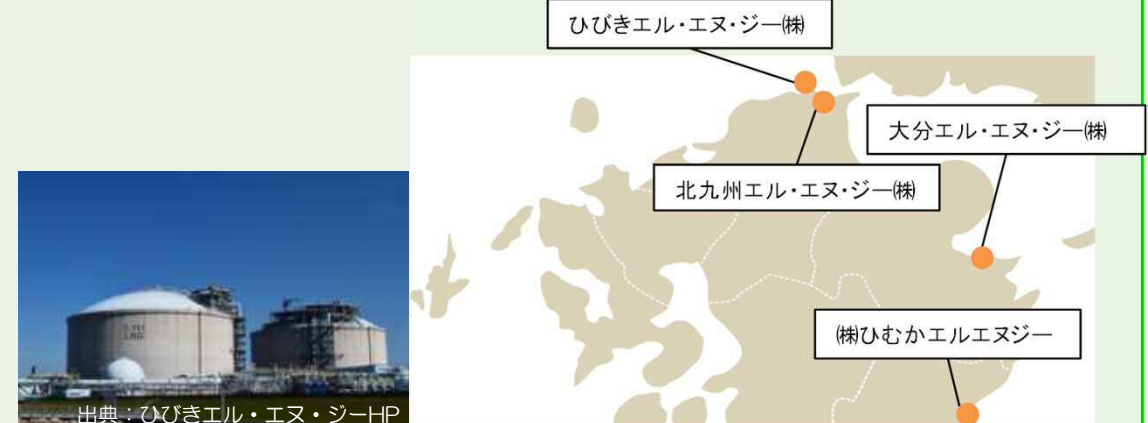 ひびきエル・エヌ・ジー㈱
大分エル・エヌ・ジー㈱
北九州エル・エヌ・ジー㈱
㈱ひむかエルエヌジー
LNG
出典：ひびきエル・エヌ・ジーHP